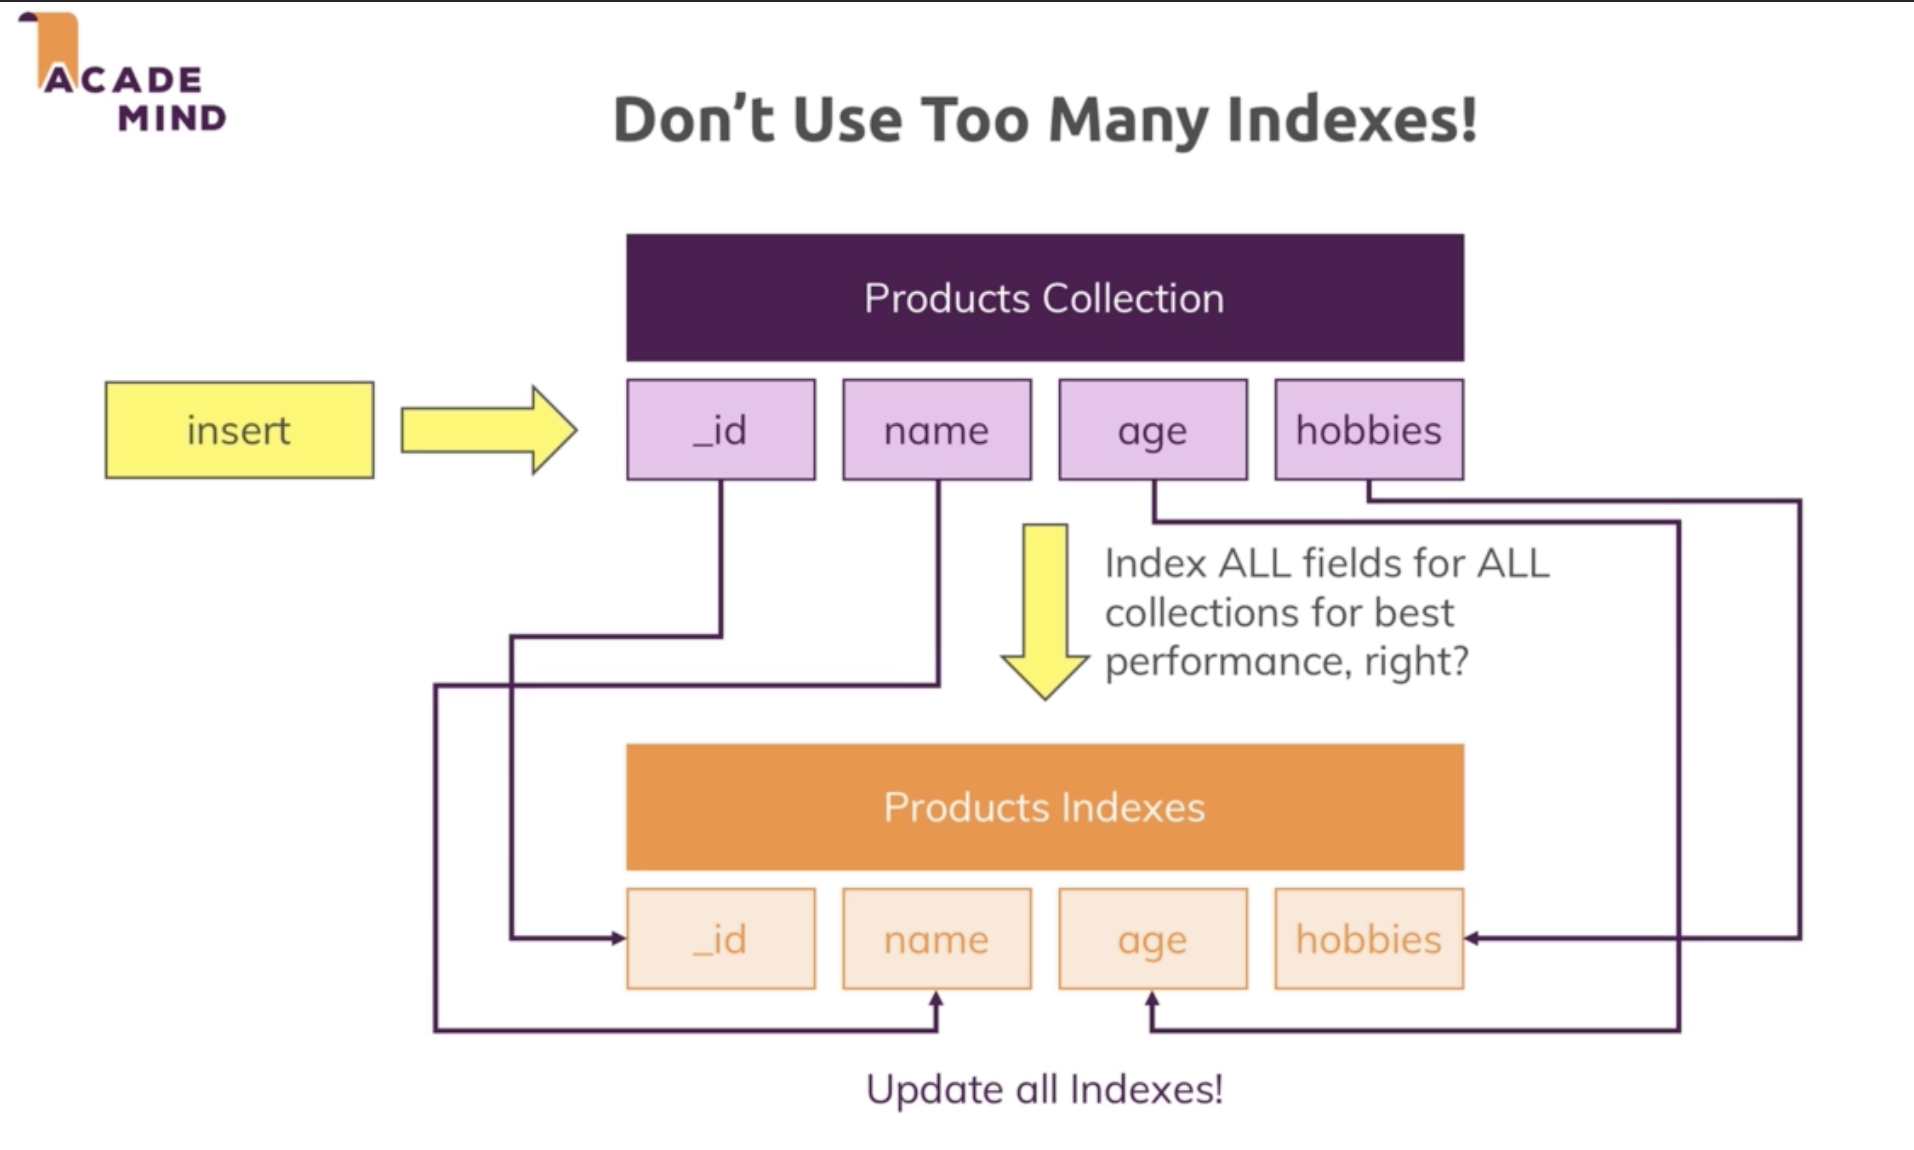 ACADE
MIND
Don’t Use Too Many Indexes!
Products Collection
insert
_id
name
age
hobbies
Index ALL fields for ALL
collections for best
performance, right?
Products Indexes
_id
name
age
hobbies
Update all Indexes!